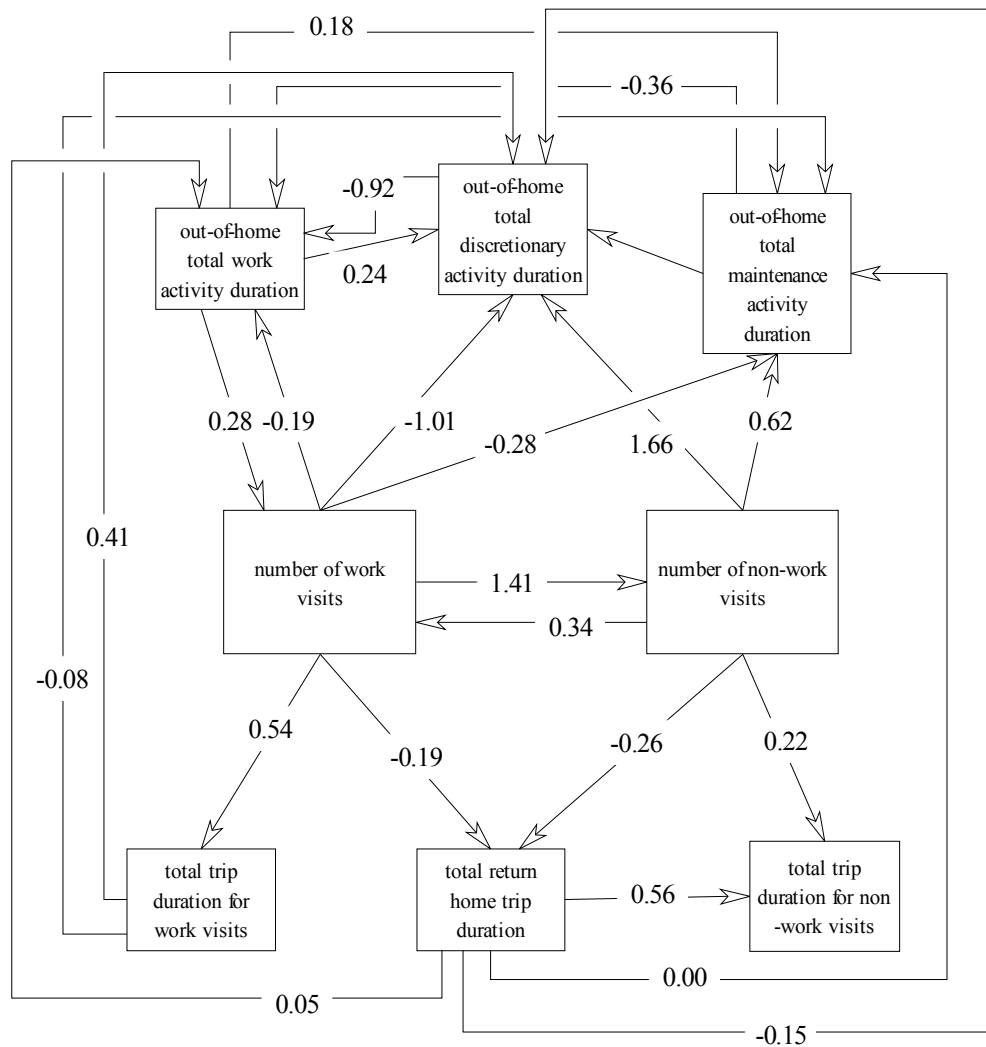 0.18
-0.36
-0.92
out-of-home
total work
activity duration
out-of-home
total
discretionary
activity duration
out-of-home
total
maintenance
activity
duration
0.24
0.28
-0.19
-1.01
-0.28
1.66
0.62
0.41
number of work
visits
1.41
0.34
number of non-work
visits
-0.08
0.54
-0.19
-0.26
0.22
total trip
duration for
work visits
total return
home trip
duration
0.56
total trip
duration for non
-work visits
0.05
0.00
-0.15